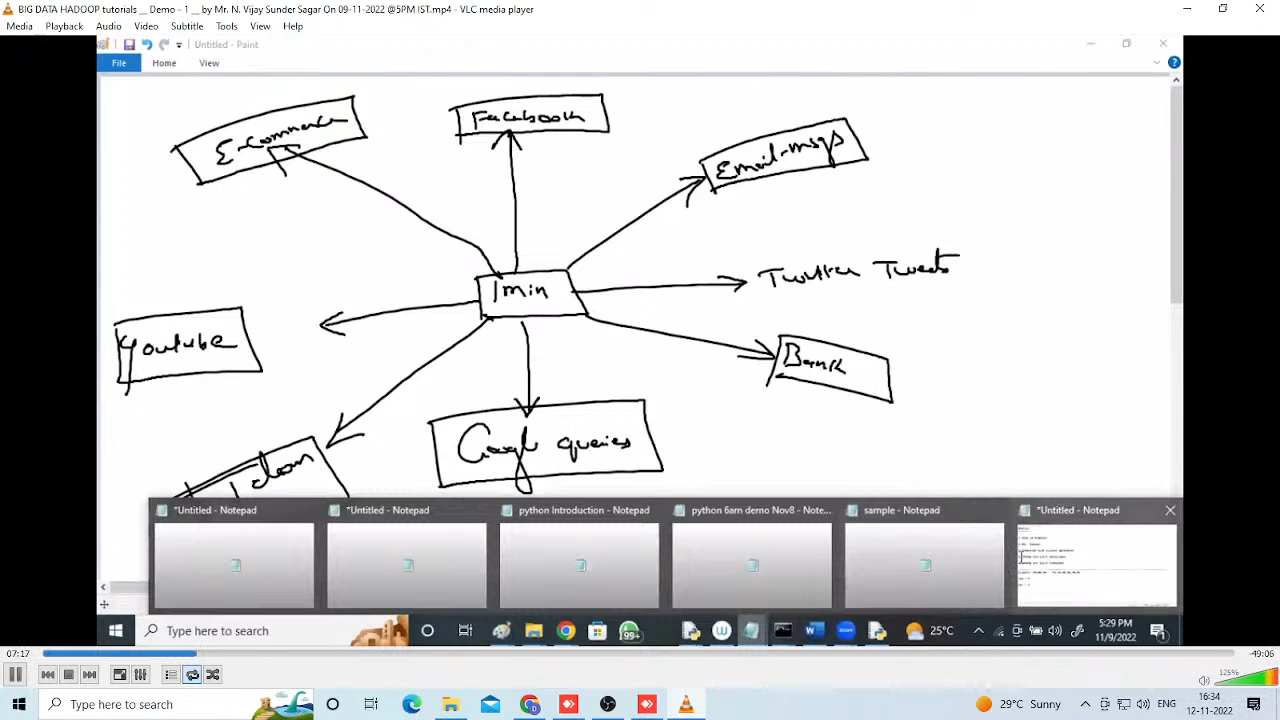 BIG DATA HADOOP tutorials __ Demo - 1 __ by Mr. N. Vijay Sunder Sagar On 09-11-2022 @5PM IST.mp4 - VLC media player
Media Playback Audio Video Subtitle Tools View Help
Untitled - Paint
File Home View
E-commerce
Facebook
Email-msgs
Twitter Tweets
1min
Youtube
Bank
Google queries
*Untitled - Notepad *Untitled - Notepad python Introduction - Notepad python 6am demo Nov8 - Note... sample - Notepad *Untitled - Notepad
Type here to search 99+ 25°C 5:29 PM
11/9/2022
07:17 -49:06
125%
Type here to search 29°C Sunny 16:34
12-11-2022